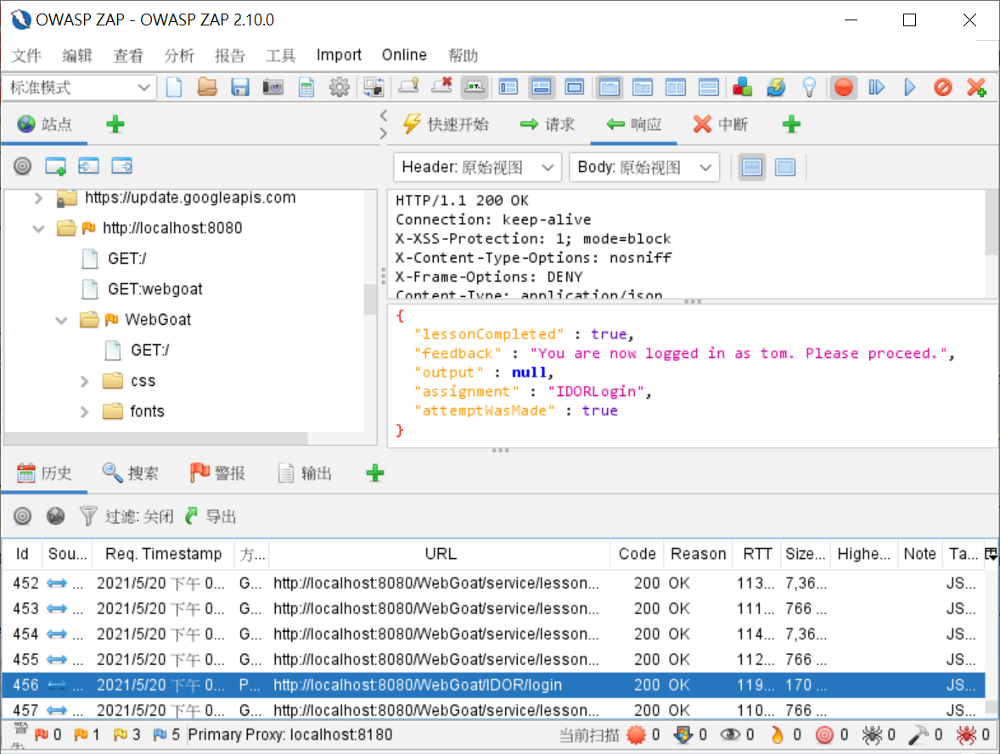 OWASP ZAP - OWASP ZAP 2.10.0
文件 编辑 查看 分析 报告 工具 Import Online 帮助
标准模式
站点
快速开始 请求 响应 中断
Header: 原始视图 Body: 原始视图
https://update.googleapis.com
http://localhost:8080
GET:/
GET:webgoat
WebGoat
GET:/
css
fonts
HTTP/1.1 200 OK
Connection: keep-alive
X-XSS-Protection: 1; mode=block
X-Content-Type-Options: nosniff
X-Frame-Options: DENY
Content-Type: application/json
{
"lessonCompleted" : true,
"feedback" : "You are now logged in as tom. Please proceed.",
"output" : null,
"assignment" : "IDORLogin",
"attemptWasMade" : true
}
历史 搜索 警报 输出
过滤: 关闭 导出
Id Sou... Req. Timestamp 方... URL Code Reason RTT Size... Highe... Note Ta...
452 ... 2021/5/20 下午 0... G... http://localhost:8080/WebGoat/service/lesson... 200 OK 113... 7,36... JS...
453 ... 2021/5/20 下午 0... G... http://localhost:8080/WebGoat/service/lesson... 200 OK 111... 766 ... JS...
454 ... 2021/5/20 下午 0... G... http://localhost:8080/WebGoat/service/lesson... 200 OK 114... 7,36... JS...
455 ... 2021/5/20 下午 0... G... http://localhost:8080/WebGoat/service/lesson... 200 OK 112... 766 ... JS...
456 ... 2021/5/20 下午 0... P... http://localhost:8080/WebGoat/IDOR/login 200 OK 119... 170 ... JS...
457 ... 2021/5/20 下午 0... G... http://localhost:8080/WebGoat/service/lesson... 200 OK 110... 766 ... JS...
0 1 3 5 Primary Proxy: localhost:8180 当前扫描 0 0 0 0 0 0 0 0